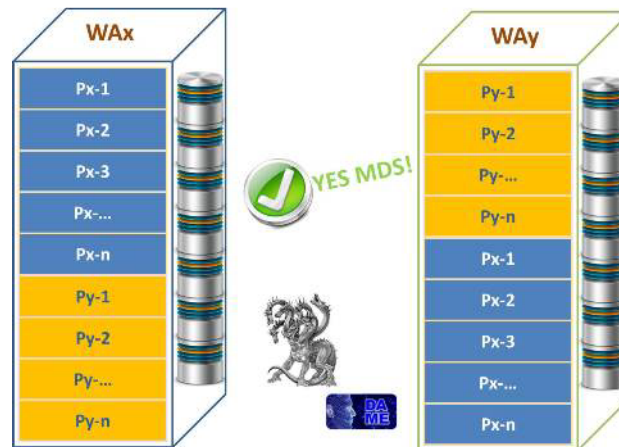 WAx
Px-1
Px-2
Px-3
Px-...
Px-n
Py-1
Py-2
Py-...
Py-n
YES MDS!
DA
ME
WAy
Py-1
Py-2
Py-...
Py-n
Px-1
Px-2
Px-3
Px-...
Px-n